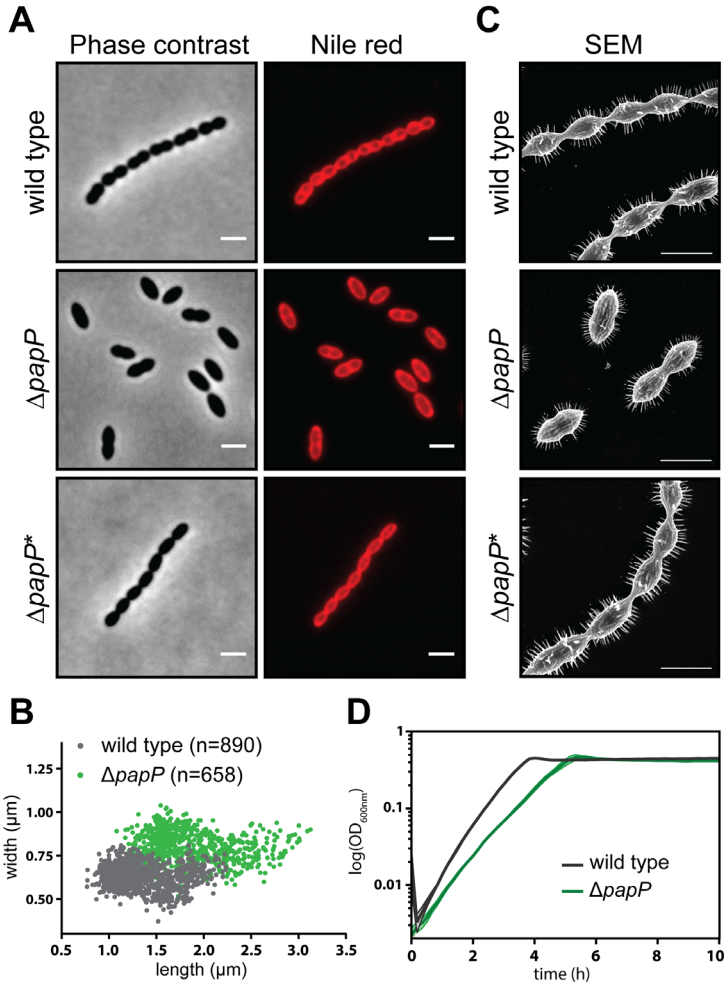 A
C
Phase contrast
Nile red
SEM
wild type
ΔpapP
ΔpapP*
wild type
ΔpapP
ΔpapP*
B
D
wild type (n=890)
ΔpapP (n=658)
1.25
1.00
0.75
0.50
width (µm)
0.5
1.0
1.5
2.0
2.5
3.0
3.5
length (µm)
1
0.1
0.01
log(OD600nm)
wild type
ΔpapP
0
2
4
6
8
10
time (h)